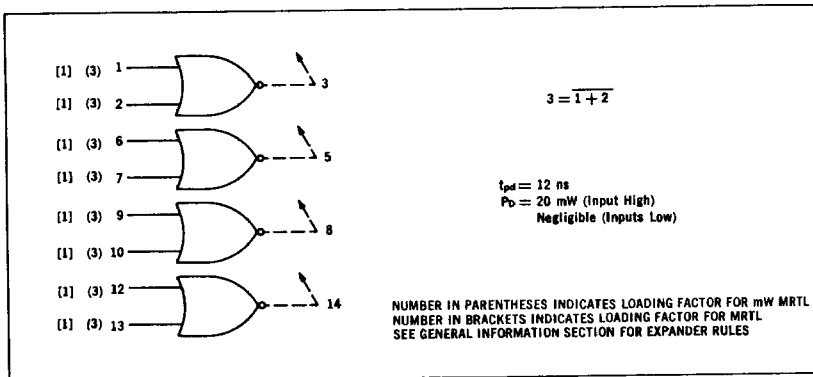 [1] (3) 1
[1] (3) 2
3
3 = 1 + 2
[1] (3) 6
[1] (3) 7
5
tpd = 12 ns
PD = 20 mW (Input High)
Negligible (Inputs Low)
[1] (3) 9
[1] (3) 10
8
[1] (3) 12
[1] (3) 13
14
NUMBER IN PARENTHESES INDICATES LOADING FACTOR FOR mW MRTL
NUMBER IN BRACKETS INDICATES LOADING FACTOR FOR MRTL
SEE GENERAL INFORMATION SECTION FOR EXPANDER RULES